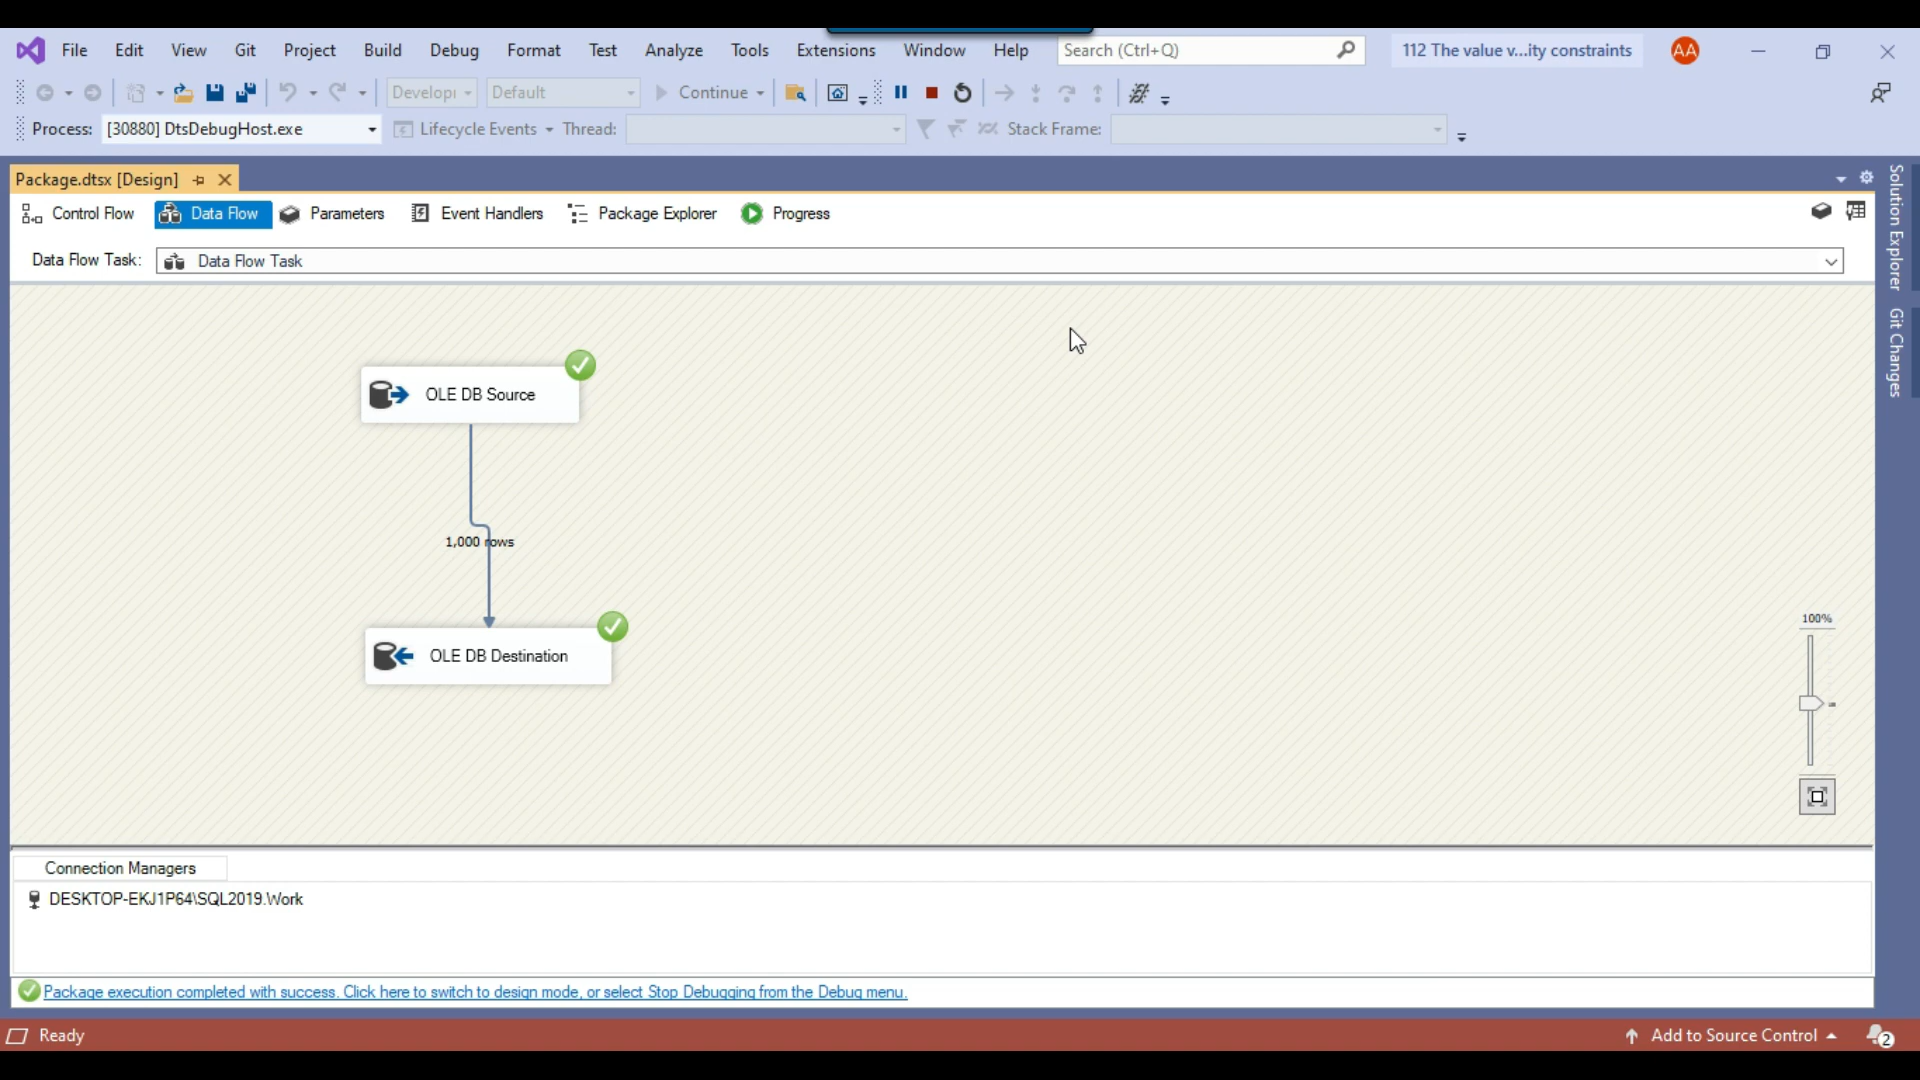 File Edit View Git Project Build Debug Format Test Analyze Tools Extensions Window Help Search (Ctrl+Q) 112 The value v...ity constraints AA
Developi Default Continue
Process: [30880] DtsDebugHost.exe Lifecycle Events Thread: Stack Frame:
Package.dtsx [Design]
Control Flow Data Flow Parameters Event Handlers Package Explorer Progress
Data Flow Task: Data Flow Task
Solution Explorer
Git Changes
OLE DB Source
1,000 rows
OLE DB Destination
100%
Connection Managers
DESKTOP-EKJ1P64\SQL2019.Work
Package execution completed with success. Click here to switch to design mode, or select Stop Debugging from the Debug menu.
Ready Add to Source Control 2